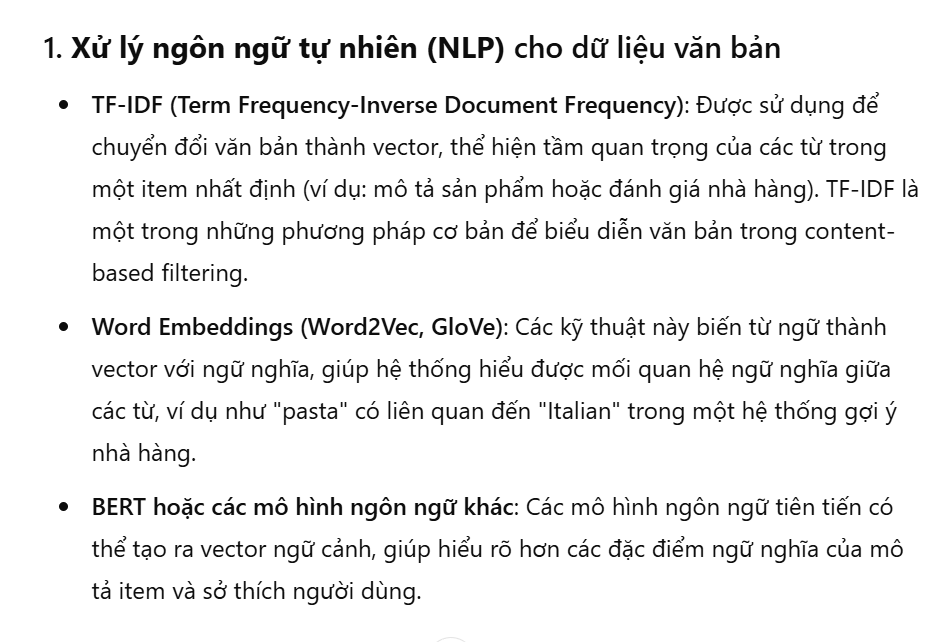 1. Xử lý ngôn ngữ tự nhiên (NLP) cho dữ liệu văn bản
• TF-IDF (Term Frequency-Inverse Document Frequency): Được sử dụng để
chuyển đổi văn bản thành vector, thể hiện tầm quan trọng của các từ trong
một item nhất định (ví dụ: mô tả sản phẩm hoặc đánh giá nhà hàng). TF-IDF là
một trong những phương pháp cơ bản để biểu diễn văn bản trong content-
based filtering.
• Word Embeddings (Word2Vec, GloVe): Các kỹ thuật này biến từ ngữ thành
vector với ngữ nghĩa, giúp hệ thống hiểu được mối quan hệ ngữ nghĩa giữa
các từ, ví dụ như "pasta" có liên quan đến "Italian" trong một hệ thống gợi ý
nhà hàng.
• BERT hoặc các mô hình ngôn ngữ khác: Các mô hình ngôn ngữ tiên tiến có
thể tạo ra vector ngữ cảnh, giúp hiểu rõ hơn các đặc điểm ngữ nghĩa của mô
tả item và sở thích người dùng.